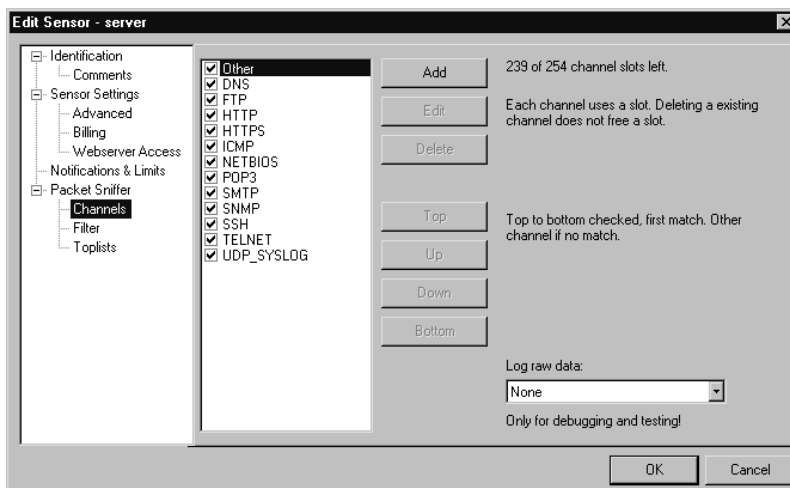 Edit Sensor - server
Identification
Comments
Sensor Settings
Advanced
Billing
Webserver Access
Notifications & Limits
Packet Sniffer
Channels
Filter
Toplists
Other
DNS
FTP
HTTP
HTTPS
ICMP
NETBIOS
POP3
SMTP
SNMP
SSH
TELNET
UDP_SYSLOG
Add
Edit
Delete
Top
Up
Down
Bottom
239 of 254 channel slots left.
Each channel uses a slot. Deleting a existing
channel does not free a slot.
Top to bottom checked, first match. Other
channel if no match.
Log raw data:
None
Only for debugging and testing!
OK
Cancel